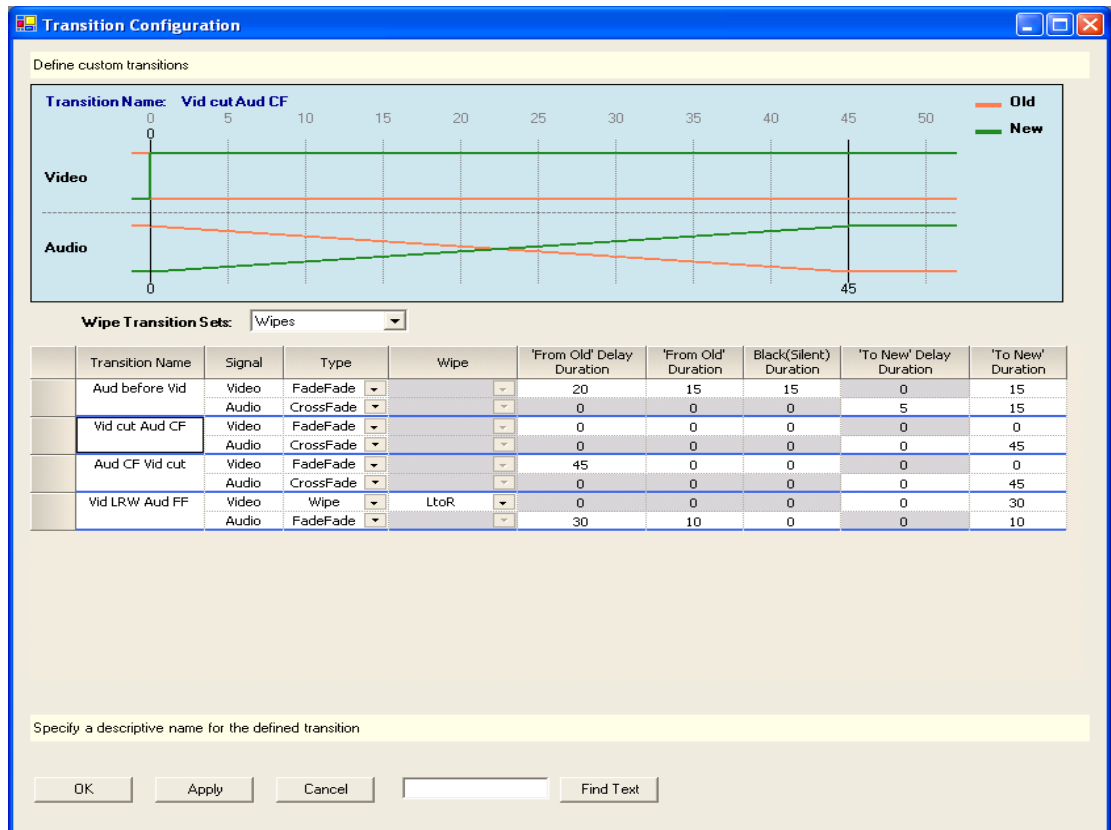 Transition Configuration
Define custom transitions
Transition Name: Vid cut Aud CF
Old
New
0 5 10 15 20 25 30 35 40 45 50
0
Video
Audio
0 45
Wipe Transition Sets: Wipes
Transition Name Signal Type Wipe 'From Old' Delay Duration 'From Old' Duration Black(Silent) Duration 'To New' Delay Duration 'To New' Duration
Aud before Vid Video FadeFade 20 15 15 0 15
Audio CrossFade 0 0 0 5 15
Vid cut Aud CF Video FadeFade 0 0 0 0 0
Audio CrossFade 0 0 0 0 45
Aud CF Vid cut Video FadeFade 45 0 0 0 0
Audio CrossFade 0 0 0 0 45
Vid LRW Aud FF Video Wipe LtoR 0 0 0 0 30
Audio FadeFade 30 10 0 0 10
Specify a descriptive name for the defined transition
OK Apply Cancel Find Text